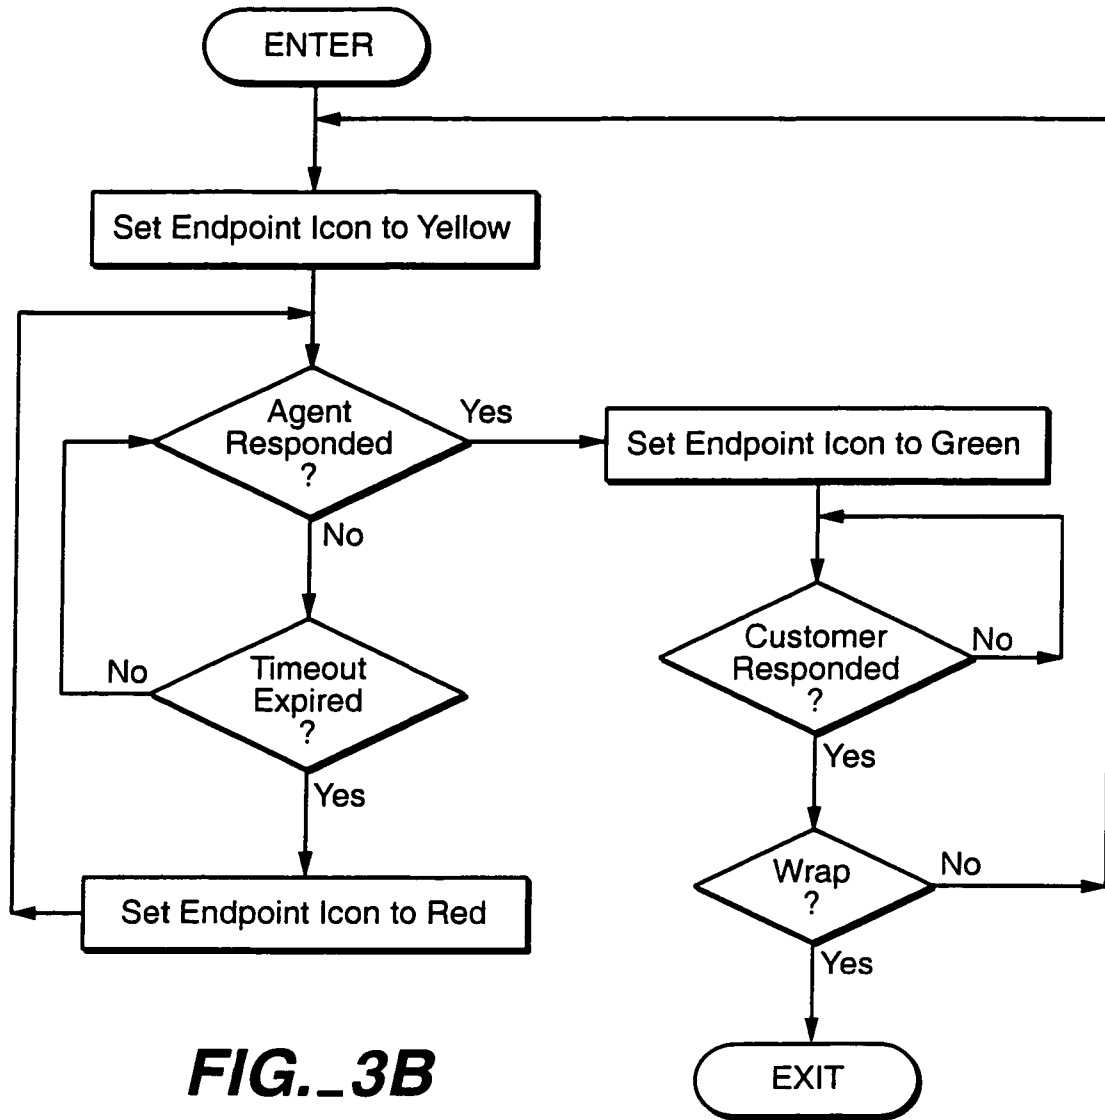 ENTER
Set Endpoint Icon to Yellow
Agent
Responded
?
Yes
No
Set Endpoint Icon to Green
Timeout
Expired
?
No
Yes
Set Endpoint Icon to Red
Customer
Responded
?
No
Yes
Wrap
?
No
Yes
EXIT
FIG._3B